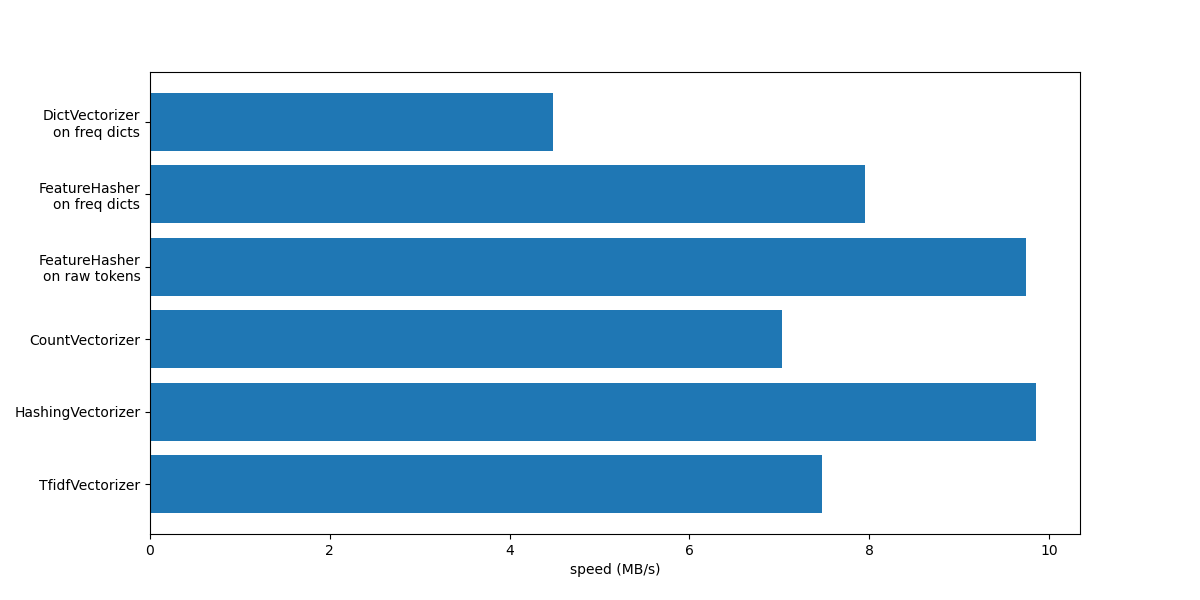 DictVectorizer
on freq dicts
FeatureHasher
on freq dicts
FeatureHasher
on raw tokens
CountVectorizer
HashingVectorizer
TfidfVectorizer
0 2 4 6 8 10
speed (MB/s)